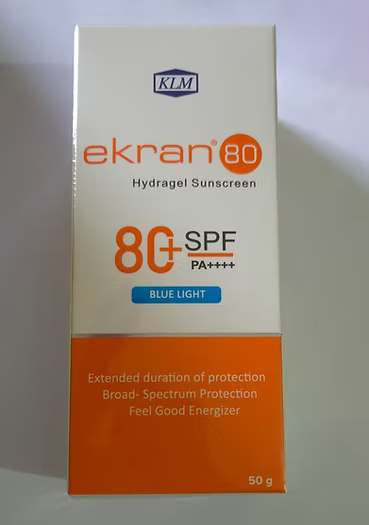 KLM
ekran® 80
Hydragel Sunscreen
80+ SPF
PA++++
BLUE LIGHT
Extended duration of protection
Broad- Spectrum Protection
Feel Good Energizer
50 g